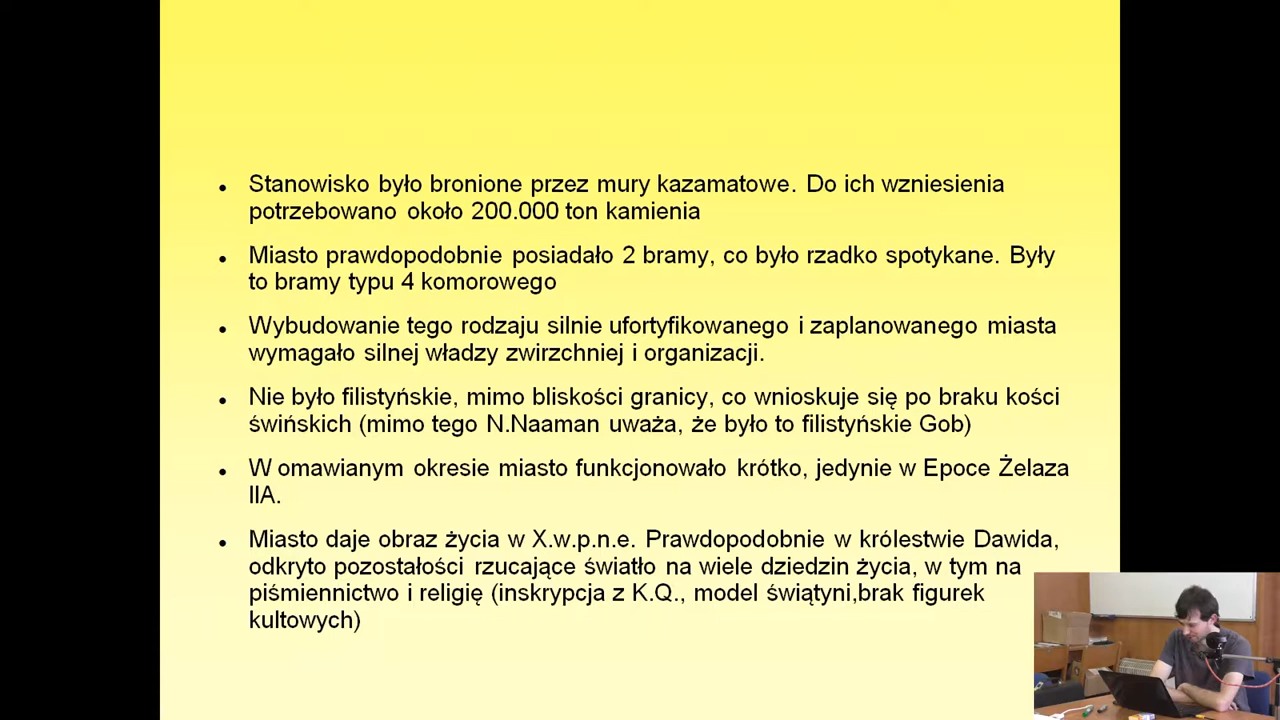 Stanowisko było bronione przez mury kazamatowe. Do ich wzniesienia
potrzebowano około 200.000 ton kamienia
Miasto prawdopodobnie posiadało 2 bramy, co było rzadko spotykane. Były
to bramy typu 4 komorowego
Wybudowanie tego rodzaju silnie ufortyfikowanego i zaplanowanego miasta
wymagało silnej władzy zwirzchniej i organizacji.
Nie było filistyńskie, mimo bliskości granicy, co wnioskuje się po braku kości
świńskich (mimo tego N.Naaman uważa, że było to filistyńskie Gob)
W omawianym okresie miasto funkcjonowało krótko, jedynie w Epoce Żelaza
IIA.
Miasto daje obraz życia w X.w.p.n.e. Prawdopodobnie w królestwie Dawida,
odkryto pozostałości rzucające światło na wiele dziedzin życia, w tym na
piśmiennictwo i religię (inskrypcja z K.Q., model świątyni,brak figurek
kultowych)